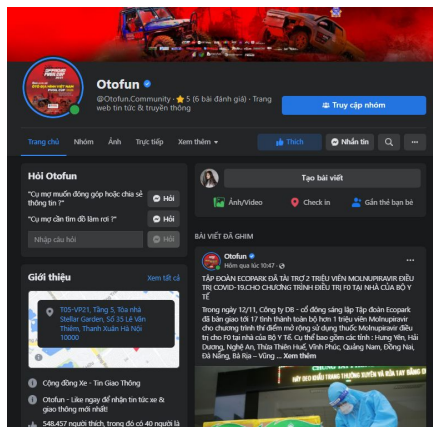 Otofun
@Otofun.Community · 5 (6 bài đánh giá) · Trang
web tin tức & truyền thông
Truy cập nhóm
Trang chủ Nhóm Ảnh Trực tiếp Xem thêm
Thích Nhắn tin
Hỏi Otofun
"Cụ mợ muốn đóng góp hoặc chia sẻ
thông tin ?"
Hỏi
"Cụ mợ cần tìm đồ làm rơi ?"
Hỏi
Nhập câu hỏi
Hỏi
Giới thiệu
Xem tất cả
T05-VP21, Tầng 5, Tòa nhà
Stellar Garden, Số 35 Lê Văn
Thiêm, Thanh Xuân Hà Nội
10000
Cộng đồng Xe - Tin Giao Thông
Otofun - Like ngay để nhận tin tức xe &
giao thông mới nhất!
548.457 người thích, trong đó có 40 người là
Tạo bài viết
Ảnh/Video
Check in
Gắn thẻ bạn bè
BÀI VIẾT ĐÃ GHIM
Otofun
Hôm qua lúc 10:47
TẬP ĐOÀN ECOPARK ĐÃ TÀI TRỢ 2 TRIỆU VIÊN MOLNUPIRAVIR ĐIỀU
TRỊ COVID-19.CHO CHƯƠNG TRÌNH ĐIỀU TRỊ F0 TẠI NHÀ CỦA BỘ Y
TẾ
Trong ngày 12/11, Công ty DB - cổ đông sáng lập Tập đoàn Ecopark
đã bàn giao tới 17 tỉnh thành toàn bộ hơn 1 triệu viên Molnupiravir
cho chương trình thí điểm mở rộng sử dụng thuốc Molnupiravir điều
trị cho F0 tại nhà của Bộ Y Tế. Cụ thể bao gồm các tỉnh : Hưng Yên, Hải
Dương, Nghệ An, Thừa Thiên Huế, Vĩnh Phúc, Quảng Nam, Đồng Nai,
Đà Nẵng, Bà Rịa – Vũng ... Xem thêm
HÃY ĐEO KHẨU TRANG THƯỜNG XUYÊN VÀ RỬA TAY BẰNG